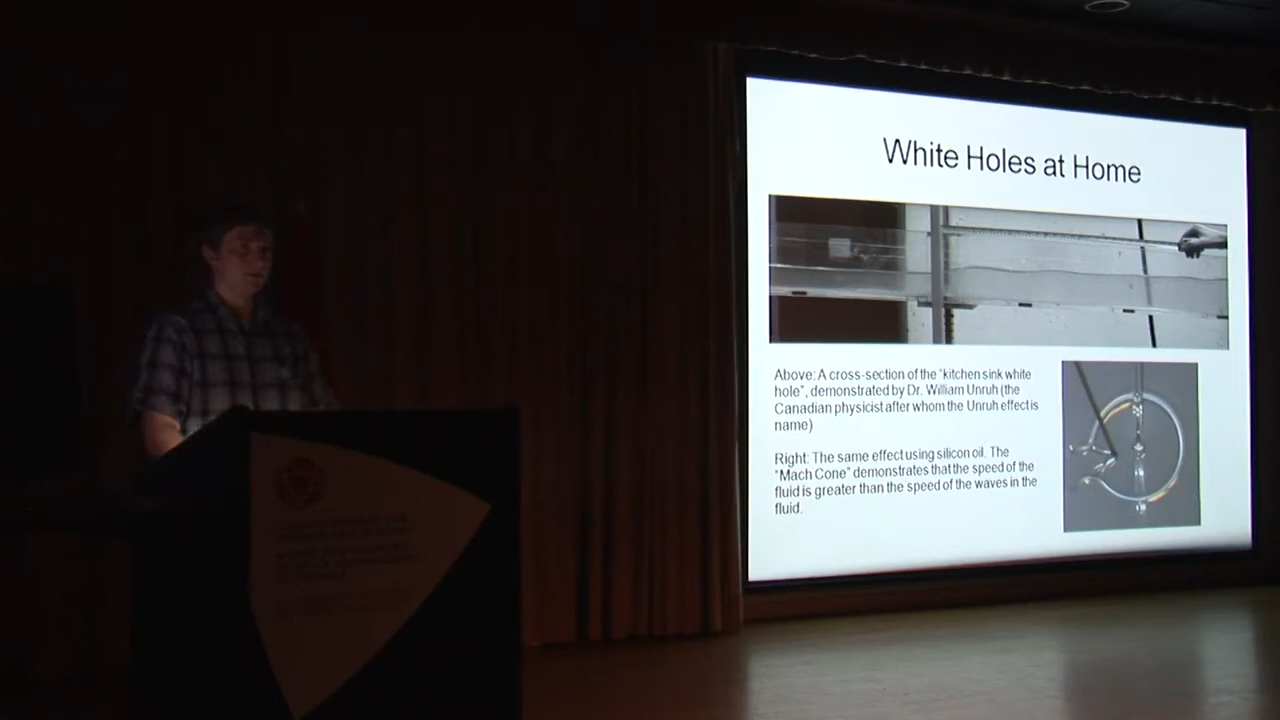 White Holes at Home
Above: A cross-section of the "kitchen sink white
hole", demonstrated by Dr. William Unruh (the
Canadian physicist after whom the Unruh effect is
name)
Right: The same effect using silicon oil. The
"Mach Cone" demonstrates that the speed of the
fluid is greater than the speed of the waves in the
fluid.